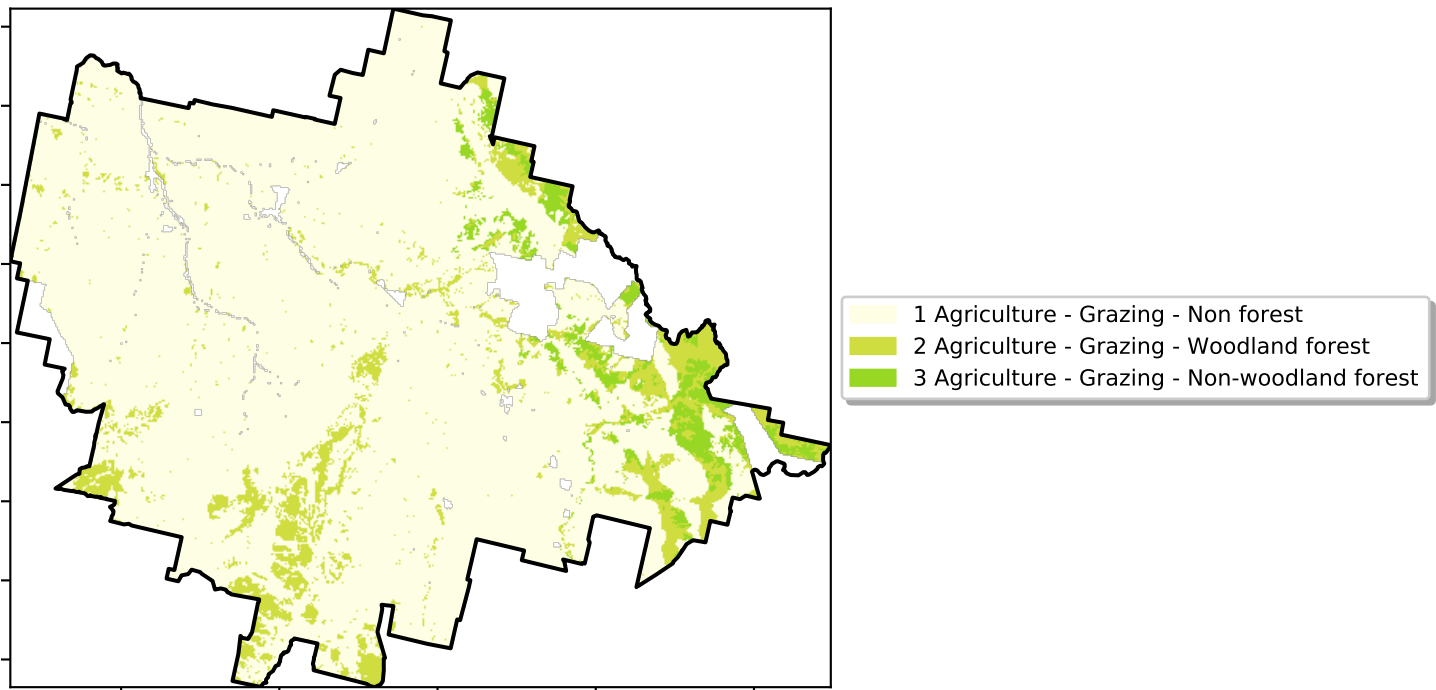 1 Agriculture - Grazing - Non forest
2 Agriculture - Grazing - Woodland forest
3 Agriculture - Grazing - Non-woodland forest